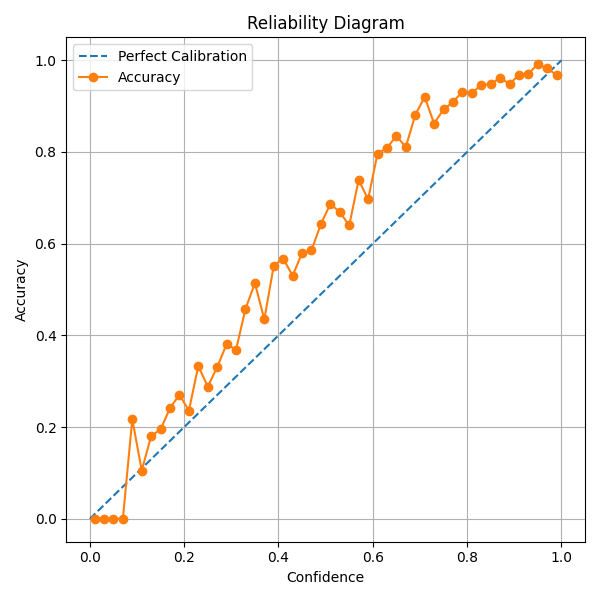 Reliability Diagram
Perfect Calibration
Accuracy
1.0
0.8
0.6
0.4
0.2
0.0
Accuracy
0.0 0.2 0.4 0.6 0.8 1.0
Confidence